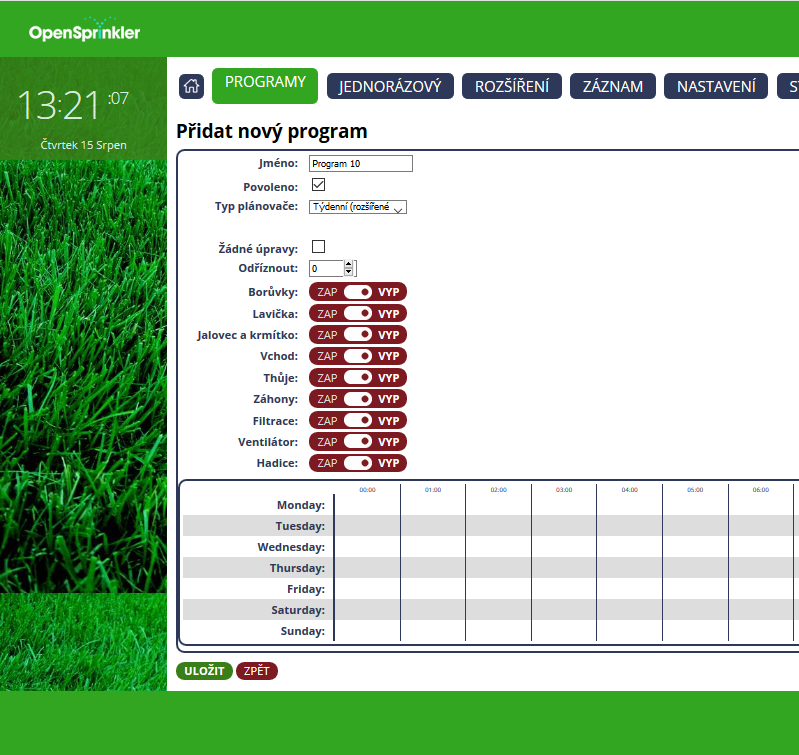 OpenSprinkler
13:21 :07
Čtvrtek 15 Srpen
PROGRAMY JEDNORÁZOVÝ ROZŠÍŘENÍ ZÁZNAM NASTAVENÍ
Přidat nový program
Jméno: Program 10
Povoleno:
Typ plánovače: Týdenní (rozšířené
Žádné úpravy:
Odříznout: 0
Borůvky: ZAP VYP
Lavička: ZAP VYP
Jalovec a krmítko: ZAP VYP
Vchod: ZAP VYP
Thůje: ZAP VYP
Záhony: ZAP VYP
Filtrace: ZAP VYP
Ventilátor: ZAP VYP
Hadice: ZAP VYP
00:00 01:00 02:00 03:00 04:00 05:00 06:00
Monday:
Tuesday:
Wednesday:
Thursday:
Friday:
Saturday:
Sunday:
ULOŽIT ZPĚT